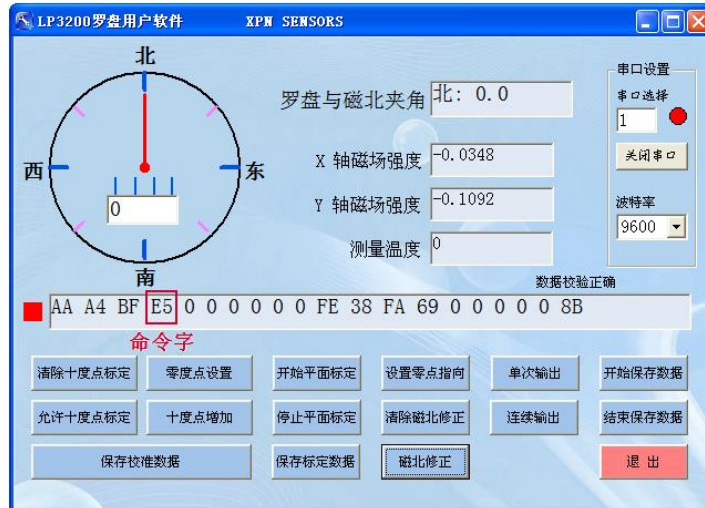 LP3200罗盘用户软件 XPN SENSORS
北
西
东
南
0
罗盘与磁北夹角 北: 0.0
X 轴磁场强度 -0.0348
Y 轴磁场强度 -0.1092
测量温度 0
串口设置
串口选择
1
关闭串口
波特率
9600
数据校验正确
AA A4 BF E5 0 0 0 0 0 0 FE 38 FA 69 0 0 0 0 0 8B
命令字
清除十度点标定 零度点设置 开始平面标定 设置零点指向 单次输出 开始保存数据
允许十度点标定 十度点增加 停止平面标定 清除磁北修正 连续输出 结束保存数据
保存校准数据 保存标定数据 磁北修正 退 出